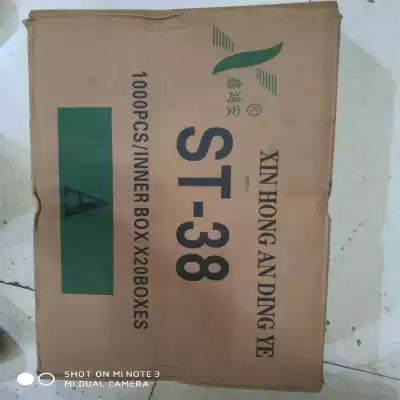 鑫鸿安
®
XIN HONG AN DING YE
ST-38
1000PCS/INNER BOX X20BOXES
A
SHOT ON MI NOTE 3
MI DUAL CAMERA